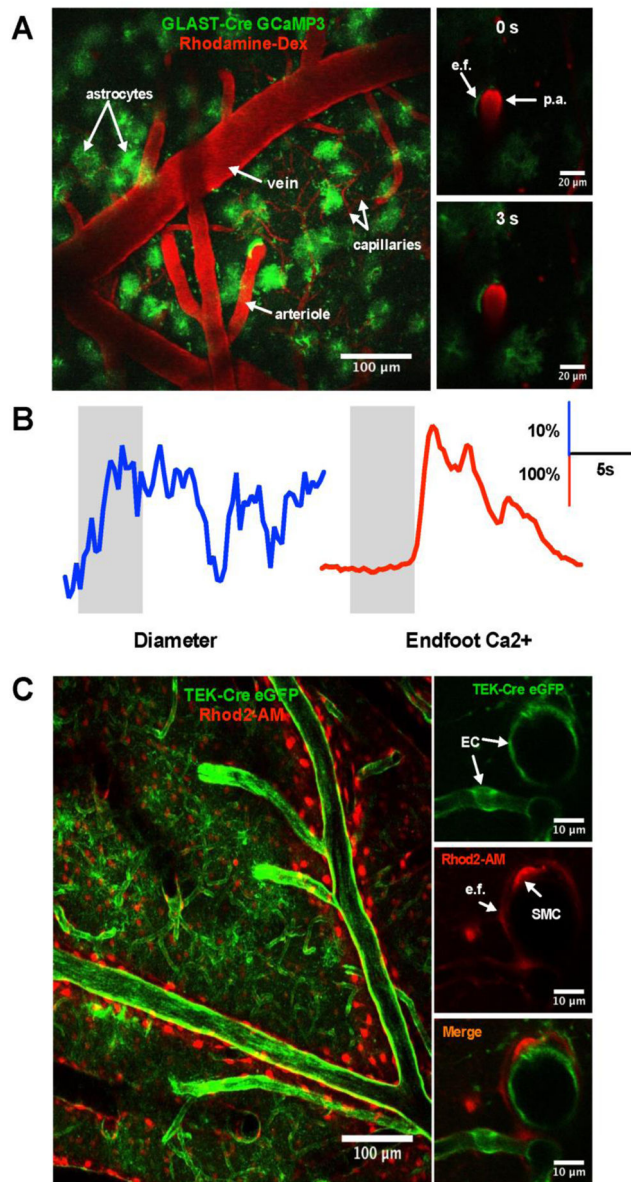 A
GLAST-Cre GCaMP3
Rhodamine-Dex
astrocytes
vein
capillaries
arteriole
100 µm
0 s
e.f.
p.a.
20 µm
3 s
20 µm
B
10%
100%
5s
Diameter
Endfoot Ca2+
C
TEK-Cre eGFP
Rhod2-AM
100 µm
TEK-Cre eGFP
EC
10 µm
Rhod2-AM
e.f.
SMC
10 µm
Merge
10 µm